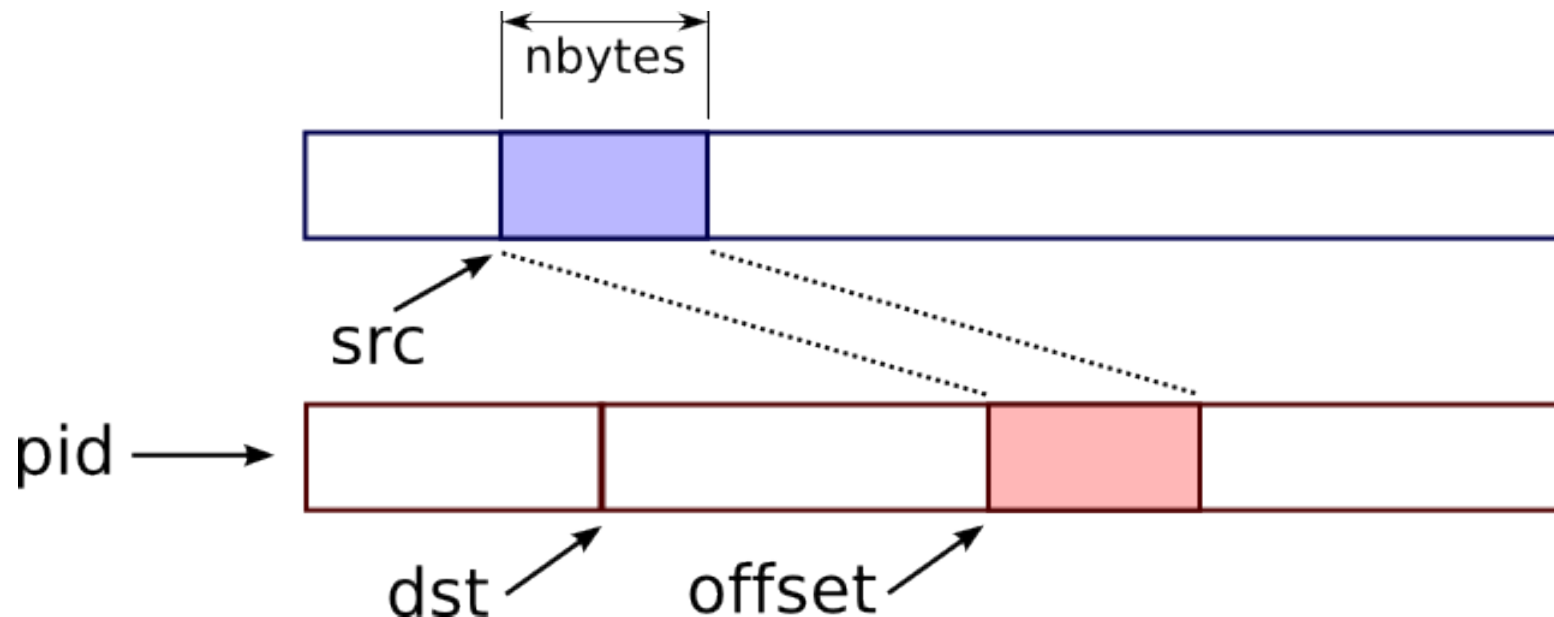 nbytes
src
pid
dst
offset